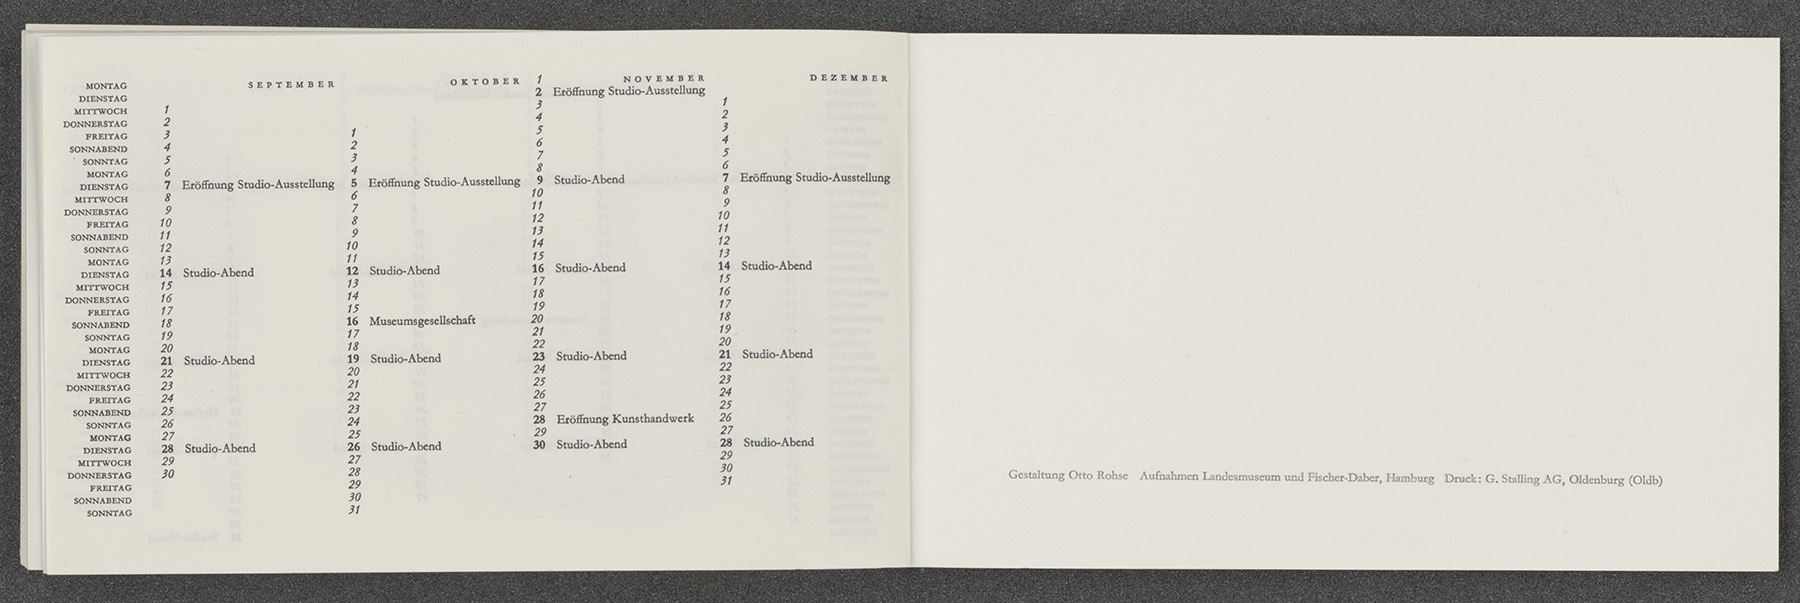 SEPTEMBER OKTOBER NOVEMBER DEZEMBER
MONTAG 1
DIENSTAG 2 Eröffnung Studio-Ausstellung
MITTWOCH 1 3 1
DONNERSTAG 2 4 2
FREITAG 3 1 5 3
SONNABEND 4 2 6 4
SONNTAG 5 3 7 5
MONTAG 6 4 8 6
DIENSTAG 7 Eröffnung Studio-Ausstellung 5 Eröffnung Studio-Ausstellung 9 Studio-Abend 7 Eröffnung Studio-Ausstellung
MITTWOCH 8 6 10 8
DONNERSTAG 9 7 11 9
FREITAG 10 8 12 10
SONNABEND 11 9 13 11
SONNTAG 12 10 14 12
MONTAG 13 11 15 13
DIENSTAG 14 Studio-Abend 12 Studio-Abend 16 Studio-Abend 14 Studio-Abend
MITTWOCH 15 13 17 15
DONNERSTAG 16 14 18 16
FREITAG 17 15 19 17
SONNABEND 18 16 Museumsgesellschaft 20 18
SONNTAG 19 17 21 19
MONTAG 20 18 22 20
DIENSTAG 21 Studio-Abend 19 Studio-Abend 23 Studio-Abend 21 Studio-Abend
MITTWOCH 22 20 24 22
DONNERSTAG 23 21 25 23
FREITAG 24 22 26 24
SONNABEND 25 23 27 25
SONNTAG 26 24 28 Eröffnung Kunsthandwerk 26
MONTAG 27 25 29 27
DIENSTAG 28 Studio-Abend 26 Studio-Abend 30 Studio-Abend 28 Studio-Abend
MITTWOCH 29 27 29
DONNERSTAG 30 28 30
FREITAG 29 31
SONNABEND 30
SONNTAG 31
Gestaltung Otto Rohse Aufnahmen Landesmuseum und Fischer-Daber, Hamburg Druck: G. Stalling AG, Oldenburg (Oldb)